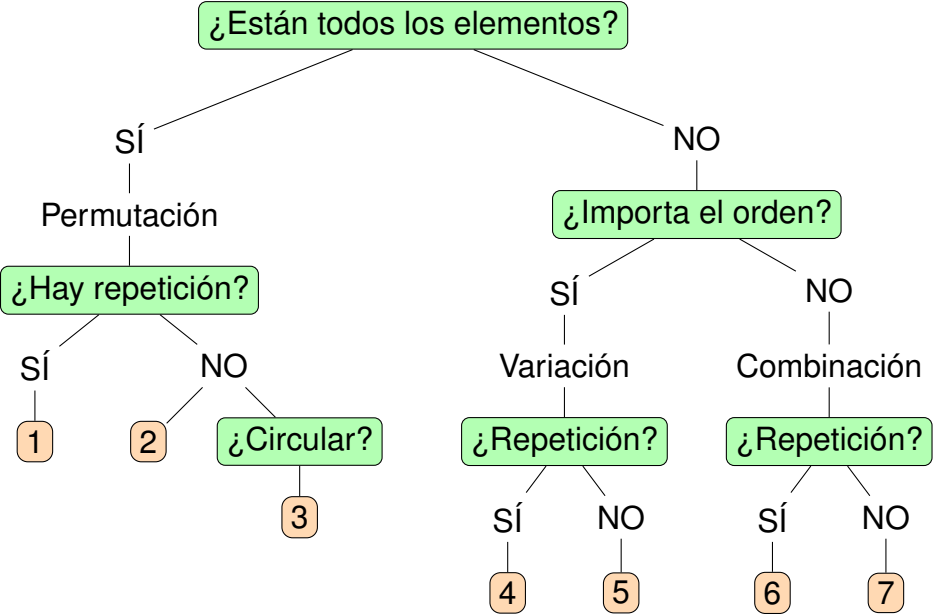 ¿Están todos los elementos?
SÍ
NO
Permutación
¿Importa el orden?
¿Hay repetición?
SÍ
NO
SÍ
NO
Variación
Combinación
1
2
¿Circular?
¿Repetición?
¿Repetición?
3
SÍ
NO
SÍ
NO
4
5
6
7